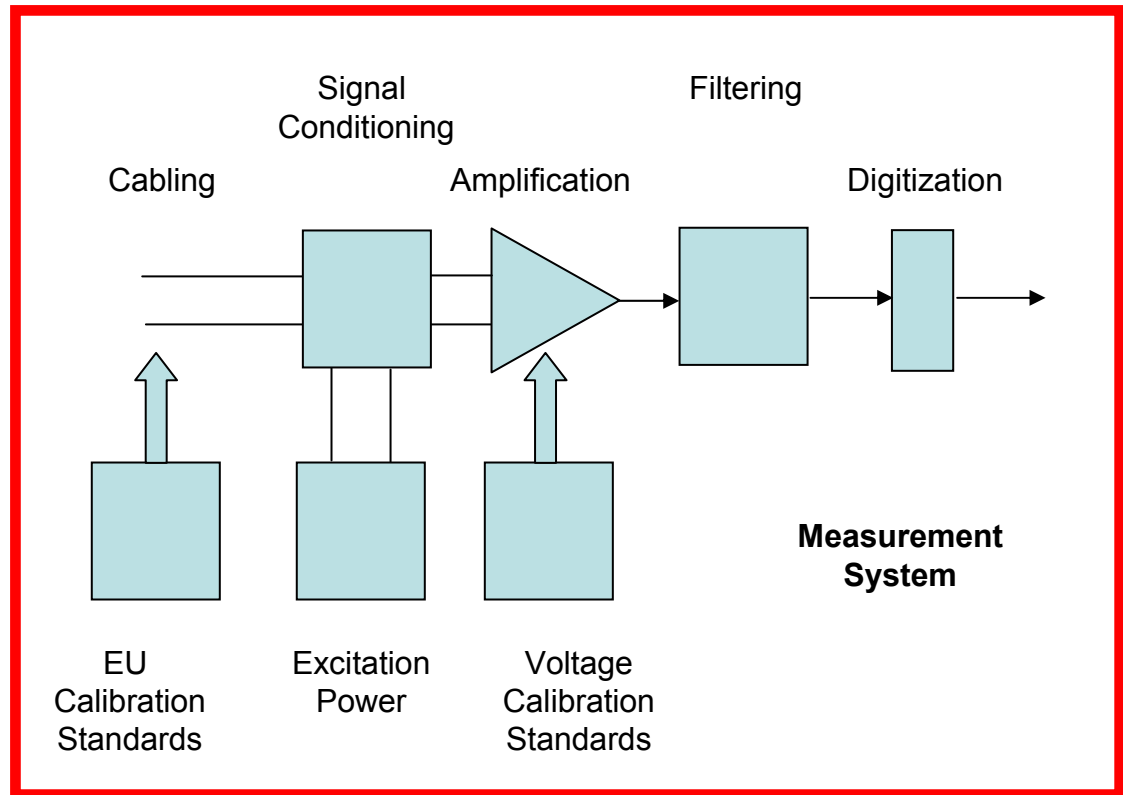 Signal
Conditioning
Filtering
Cabling
Amplification
Digitization
Measurement
System
EU
Calibration
Standards
Excitation
Power
Voltage
Calibration
Standards